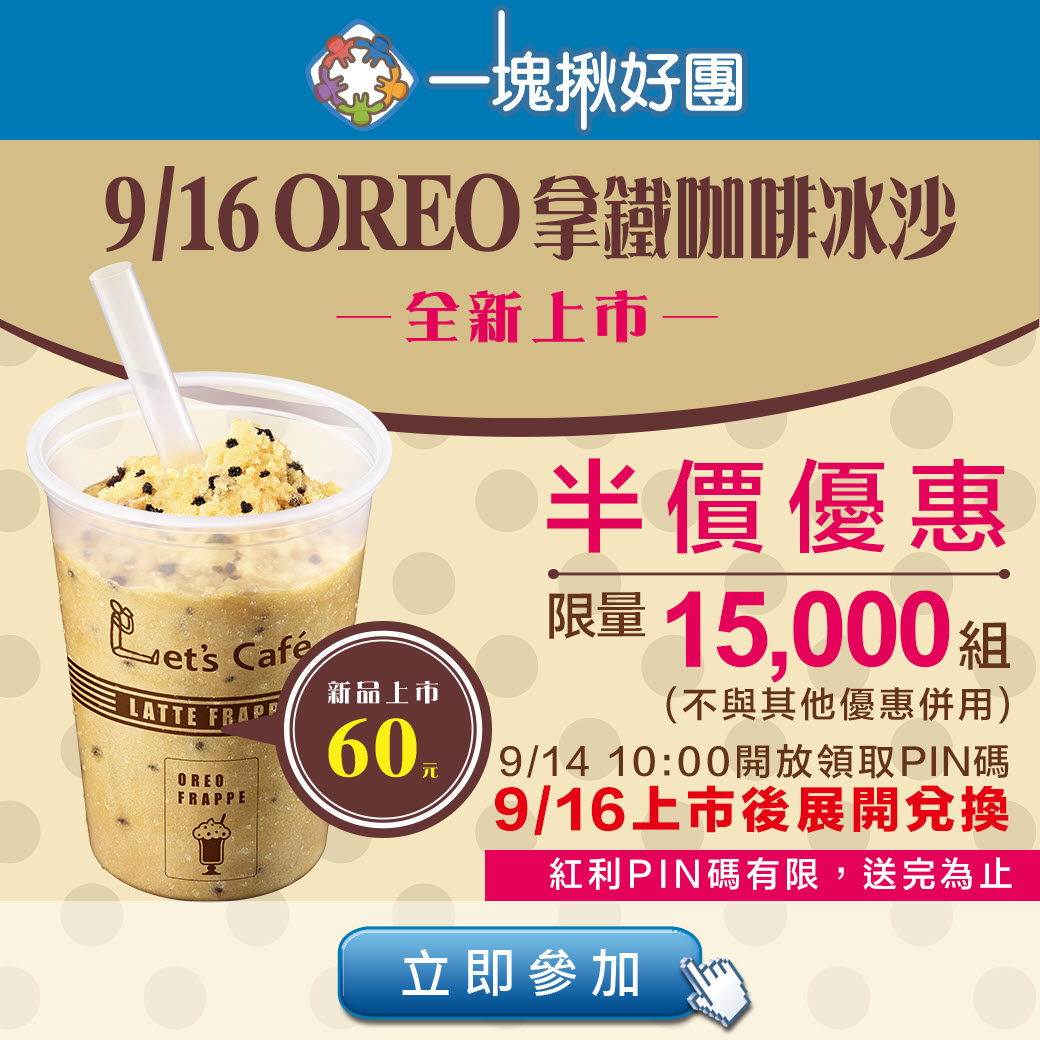 一塊揪好團
9/16 OREO 拿鐵咖啡冰沙
全新上市
半價優惠
限量 15,000 組
(不與其他優惠併用)
9/14 10:00開放領取PIN碼
9/16上市後展開兌換
紅利PIN碼有限，送完為止
Let's Café
LATTE FRAPP
OREO
FRAPPE
新品上市
60元
立即參加